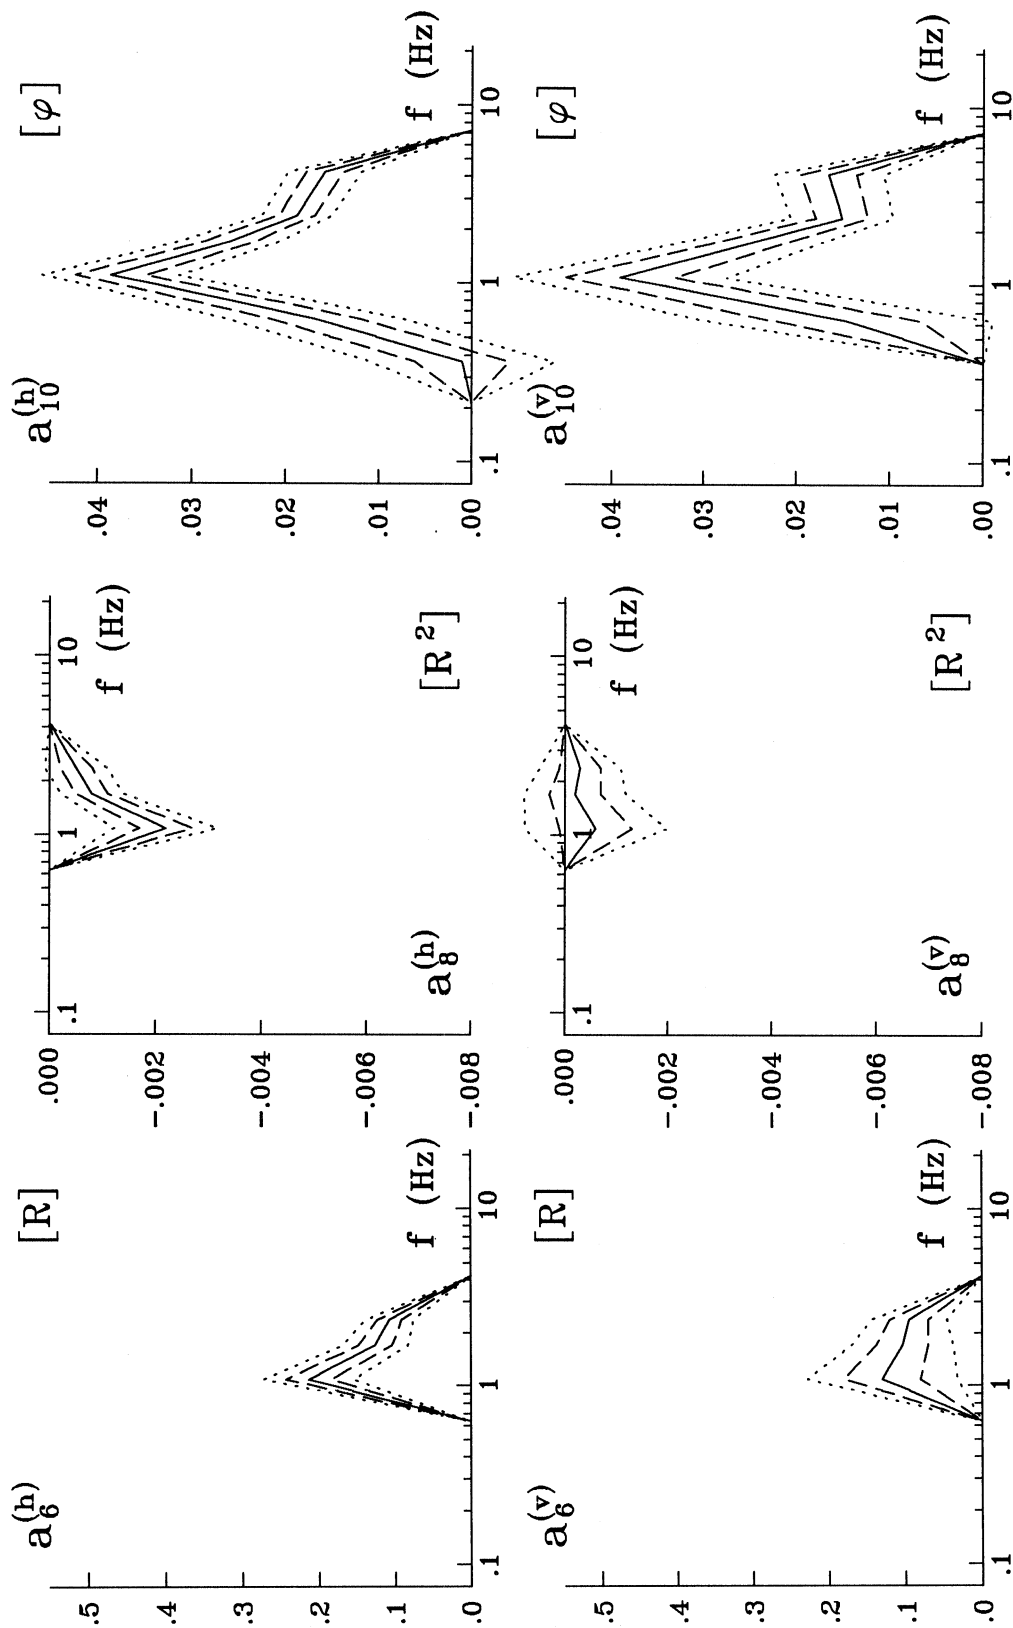 a₆⁽ʰ⁾ [R]
.5
.4
.3
.2
.1
.0
.1 1 10
f (Hz)
a₈⁽ʰ⁾ [R²]
.000
-.002
-.004
-.006
-.008
.1 1 10
f (Hz)
a₁₀⁽ʰ⁾ [φ]
.04
.03
.02
.01
.00
.1 1 10
f (Hz)
a₆⁽ᵛ⁾ [R]
.5
.4
.3
.2
.1
.0
.1 1 10
f (Hz)
a₈⁽ᵛ⁾ [R²]
.000
-.002
-.004
-.006
-.008
.1 1 10
f (Hz)
a₁₀⁽ᵛ⁾ [φ]
.04
.03
.02
.01
.00
.1 1 10
f (Hz)